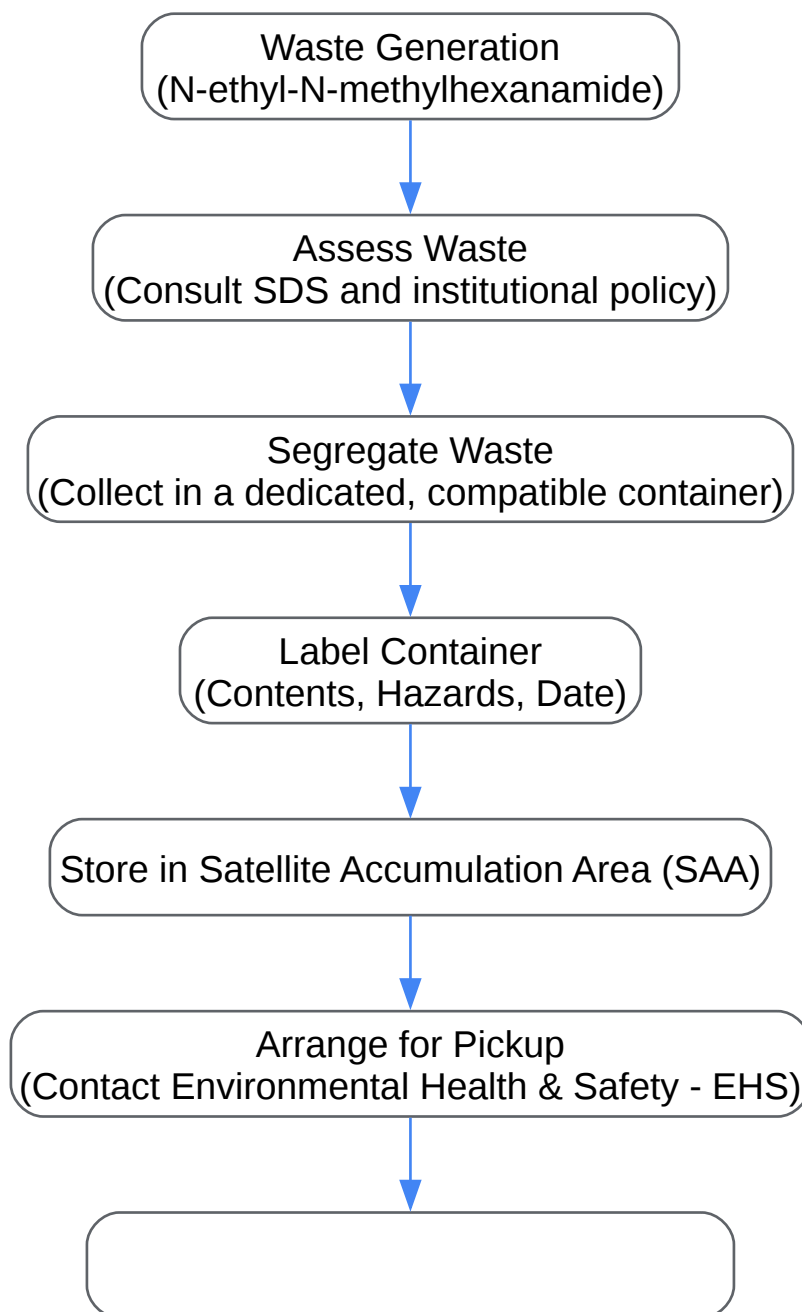 Waste Generation
(N-ethyl-N-methylhexanamide)
Assess Waste
(Consult SDS and institutional policy)
Segregate Waste
(Collect in a dedicated, compatible container)
Label Container
(Contents, Hazards, Date)
Store in Satellite Accumulation Area (SAA)
Arrange for Pickup
(Contact Environmental Health & Safety - EHS)